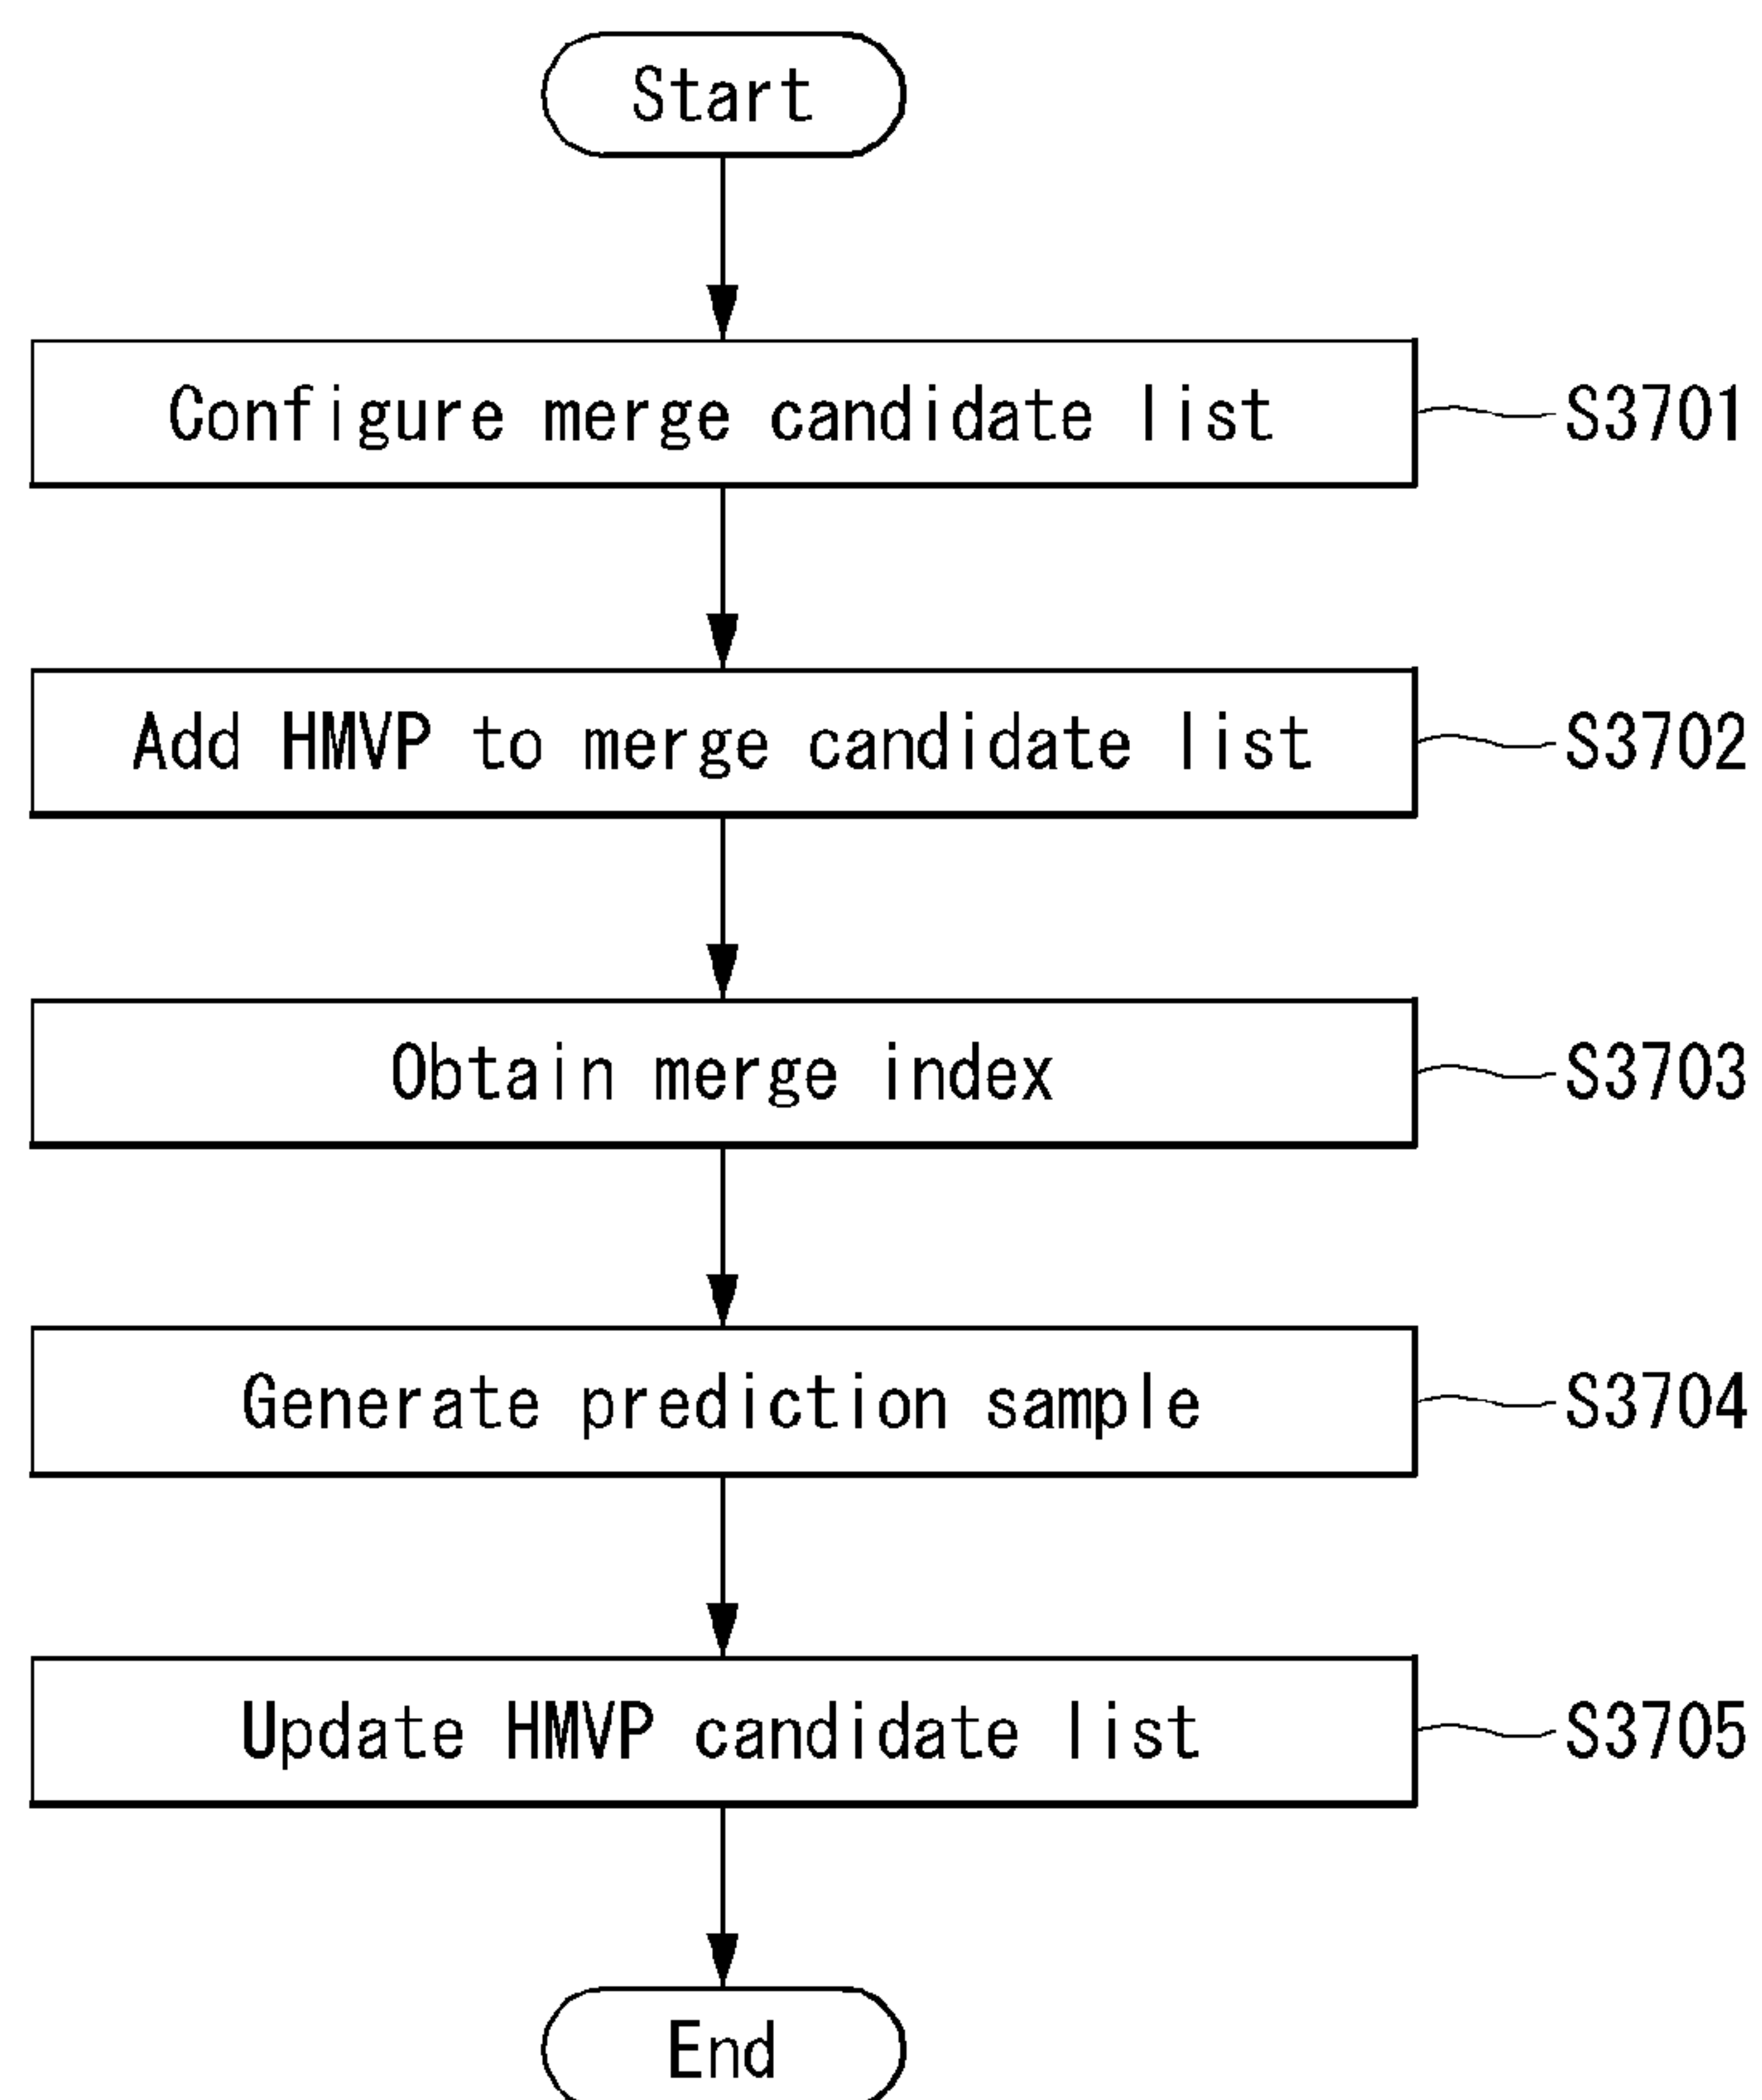 Start
Configure merge candidate list
S3701
Add HMVP to merge candidate list
S3702
Obtain merge index
S3703
Generate prediction sample
S3704
Update HMVP candidate list
S3705
End